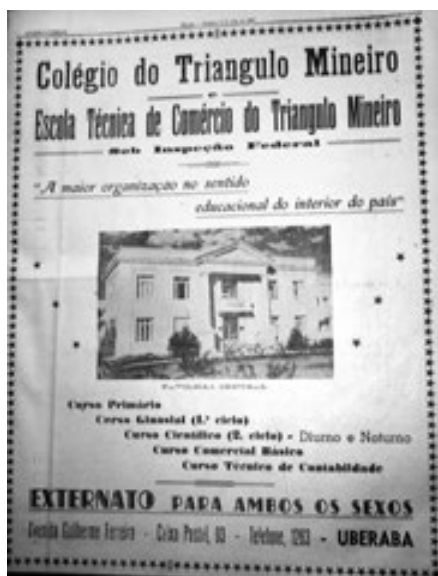 Colégio do Triangulo Mineiro
e
Escola Técnica de Comércio do Triangulo Mineiro
Sob Inspeção Federal
"A maior organização no sentido
educacional do interior do país"
Curso Primário
Curso Ginasial (1.º ciclo)
Curso Científico (2. ciclo) - Diurno e Noturno
Curso Comercial Básico
Curso Técnico de Contabilidade
EXTERNATO PARA AMBOS OS SEXOS
Avenida Guilherme Ferreira - Caixa Postal, 93 - Telefone, 1293 - UBERABA